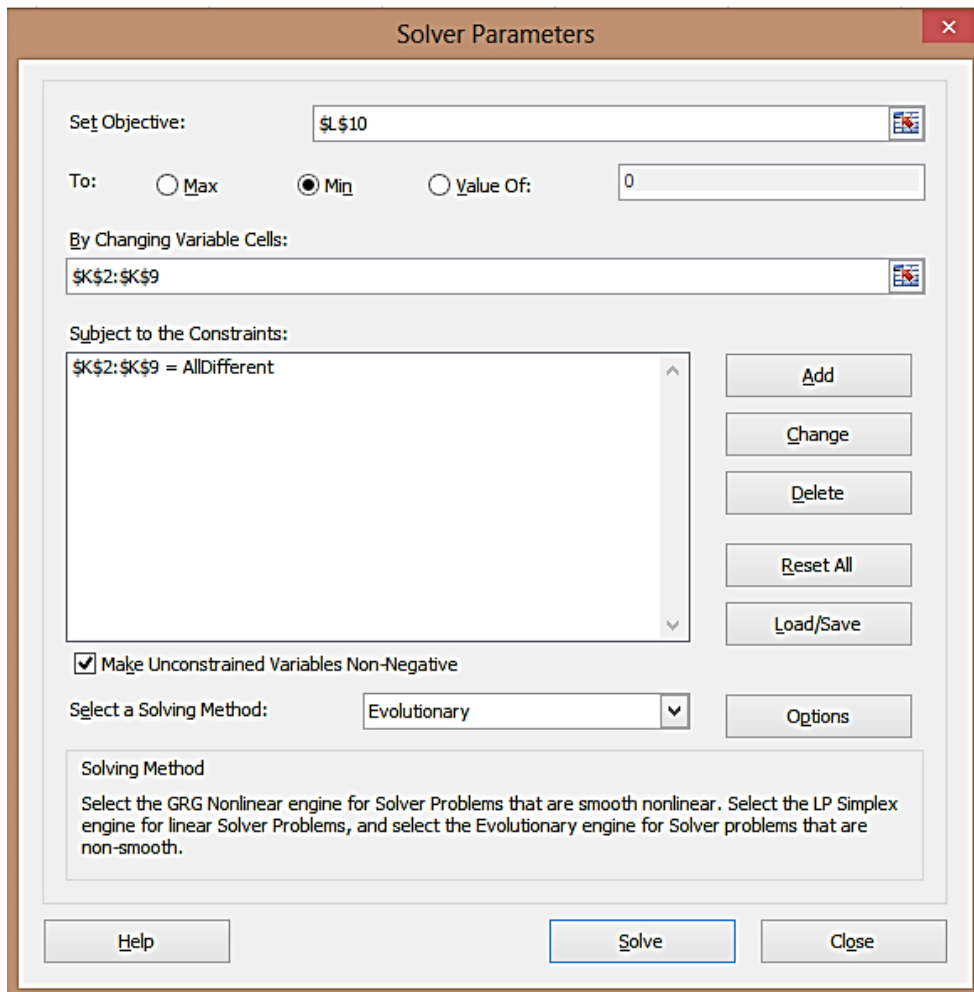 Solver Parameters
Set Objective: $L$10
To: Max Min Value Of: 0
By Changing Variable Cells:
$K$2:$K$9
Subject to the Constraints:
$K$2:$K$9 = AllDifferent
Add
Change
Delete
Reset All
Load/Save
Make Unconstrained Variables Non-Negative
Select a Solving Method: Evolutionary Options
Solving Method
Select the GRG Nonlinear engine for Solver Problems that are smooth nonlinear. Select the LP Simplex
engine for linear Solver Problems, and select the Evolutionary engine for Solver problems that are
non-smooth.
Help Solve Close